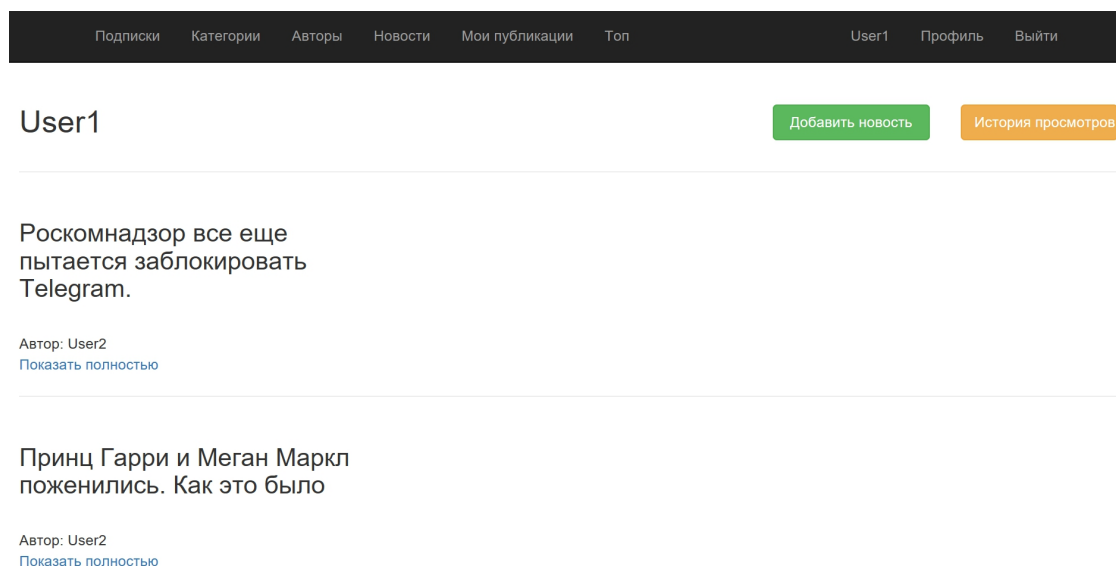 Подписки Категории Авторы Новости Мои публикации Топ User1 Профиль Выйти
User1 Добавить новость История просмотров
Роскомнадзор все еще
пытается заблокировать
Telegram.
Автор: User2
Показать полностью
Принц Гарри и Меган Маркл
поженились. Как это было
Автор: User2
Показать полностью